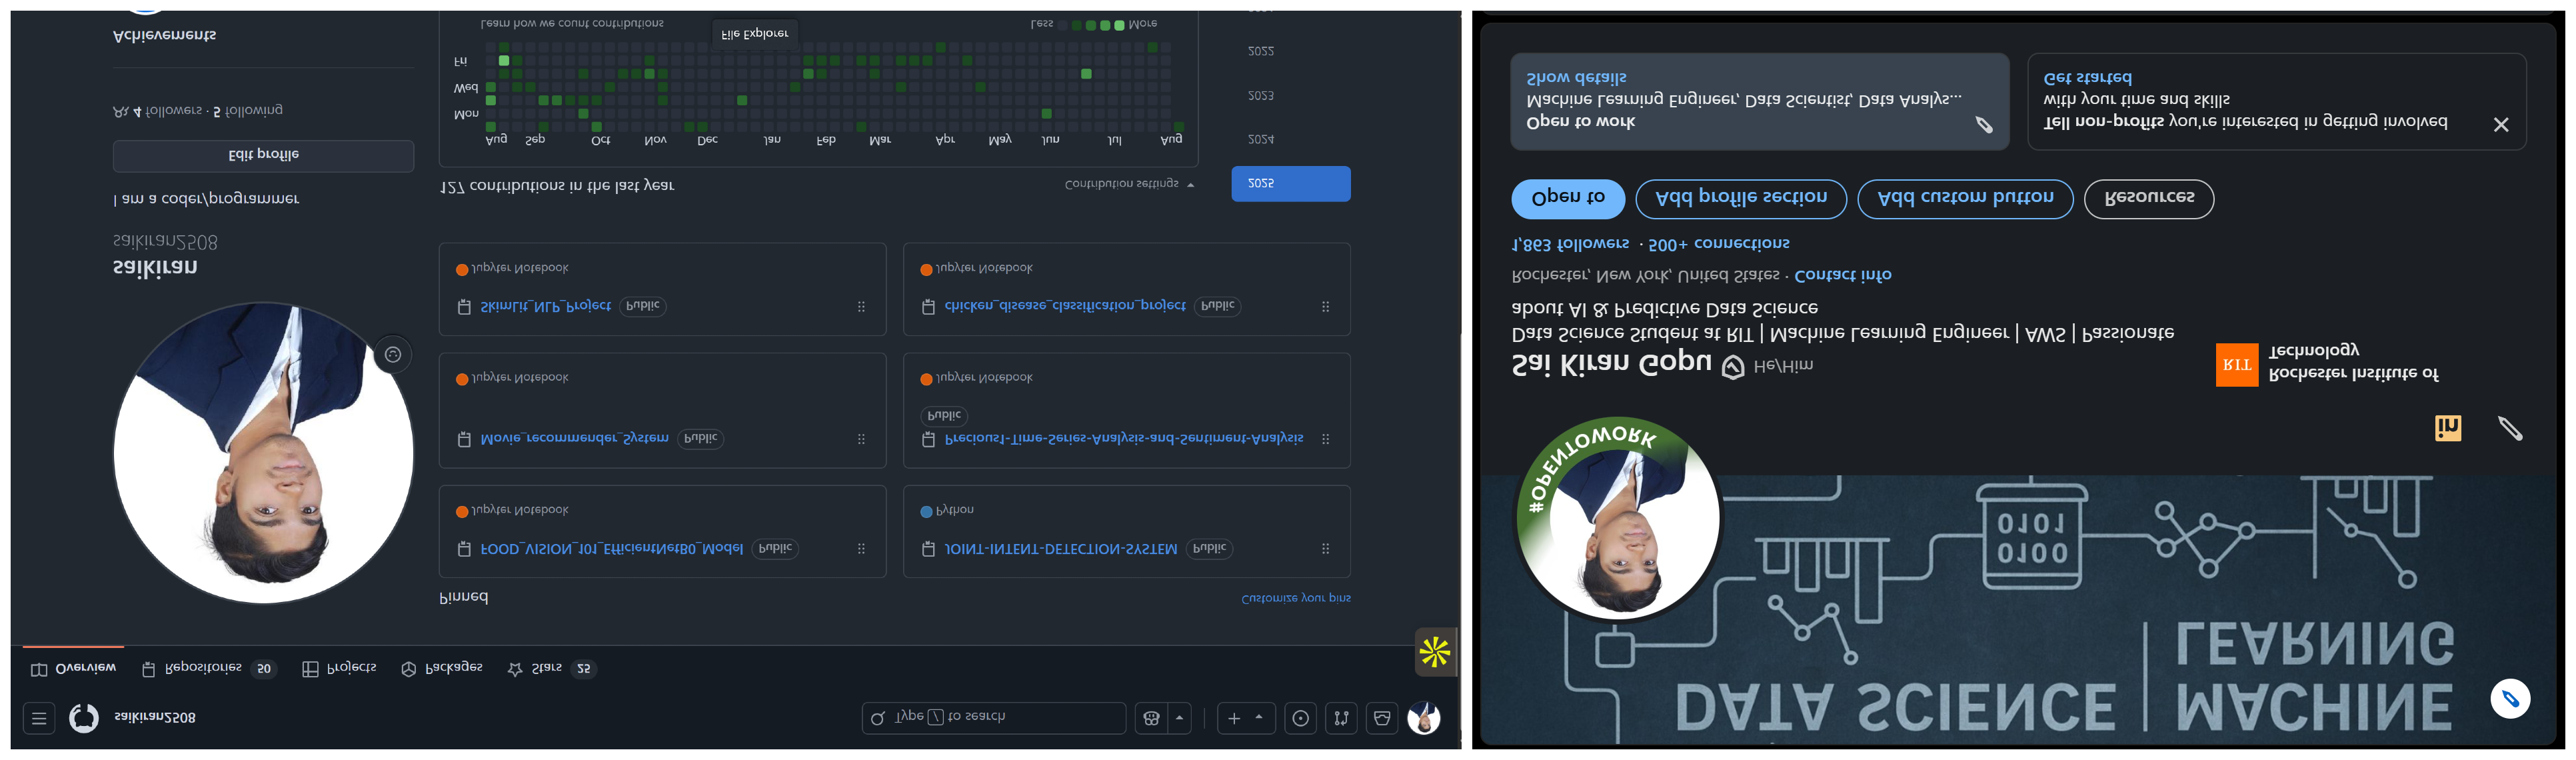 saikiran2508
Type / to search
Overview
Repositories 50
Projects
Packages
Stars 25
saikiran
saikiran2508
I am a coder/programmer
Edit profile
4 followers · 5 following
Achievements
Pinned
Customize your pins
FOOD_VISION_101_EfficientNetB0_Model
Public
Jupyter Notebook
JOINT-INTENT-DETECTION-SYSTEM
Public
Python
Movie_recommender_System
Public
Jupyter Notebook
Precious1-Time-Series-Analysis-and-Sentiment-Analysis
Public
Jupyter Notebook
SkimLit_NLP_Project
Public
Jupyter Notebook
chicken_disease_classification_project
Public
Jupyter Notebook
127 contributions in the last year
Contribution settings
2025
2024
2023
2022
Aug Sep Oct Nov Dec Jan Feb Mar Apr May Jun Jul Aug
Mon
Wed
Fri
File Explorer
Learn how we count contributions
Less
More
DATA SCIENCE | MACHINE
LEARNING
0100
0101
#OPENTOWORK
in
Sai Kiran Gopu He/Him
Data Science Student at RIT | Machine Learning Engineer | AWS | Passionate
about AI & Predictive Data Science
RIT
Rochester Institute of
Technology
Rochester, New York, United States · Contact info
1,863 followers · 500+ connections
Open to
Add profile section
Add custom button
Resources
Open to work
Machine Learning Engineer, Data Scientist, Data Analys...
Show details
Tell non-profits you're interested in getting involved
with your time and skills
Get started